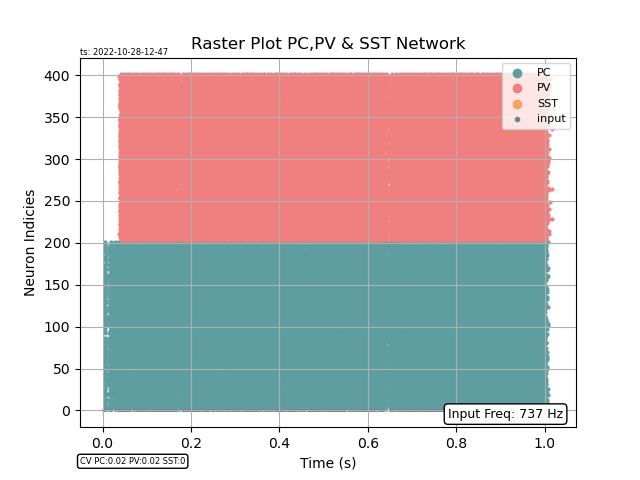 ts: 2022-10-28-12-47
Raster Plot PC,PV & SST Network
Neuron Indicies
400
350
300
250
200
150
100
50
0
PC
PV
SST
input
Input Freq: 737 Hz
0.0 0.2 0.4 0.6 0.8 1.0
Time (s)
CV PC:0.02 PV:0.02 SST:0